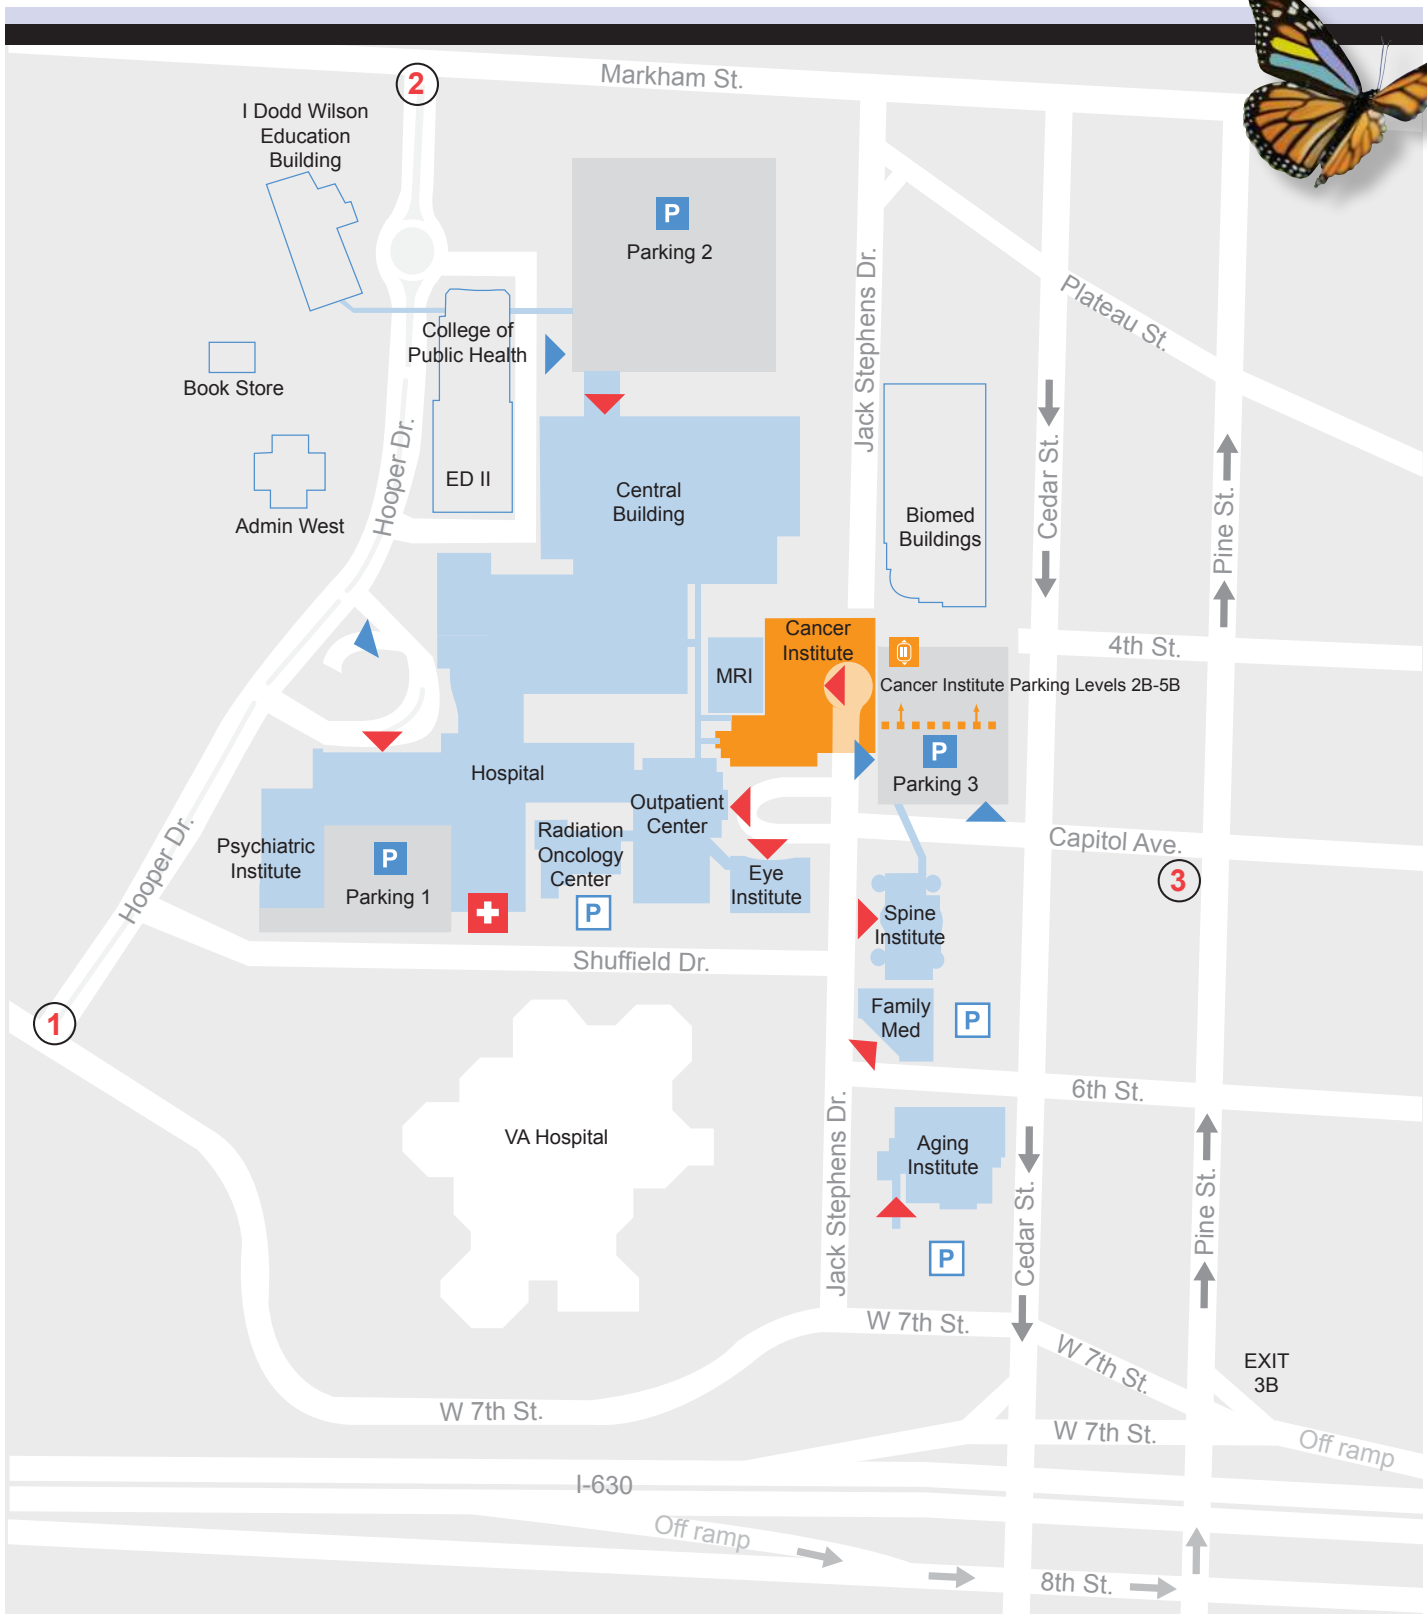 Markham St.
2
I Dodd Wilson
Education
Building
P
Parking 2
Jack Stephens Dr.
Plateau St.
College of
Public Health
Book Store
Hooper Dr.
ED II
Admin West
Central
Building
Biomed
Buildings
Cedar St.
Pine St.
4th St.
Cancer
Institute
MRI
Cancer Institute Parking Levels 2B-5B
P
Parking 3
Hospital
Outpatient
Center
Capitol Ave.
3
Psychiatric
Institute
P
Parking 1
Radiation
Oncology
Center
P
Eye
Institute
Hooper Dr.
Spine
Institute
Shuffield Dr.
1
Family
Med
P
6th St.
VA Hospital
Jack Stephens Dr.
Aging
Institute
P
Cedar St.
Pine St.
W 7th St.
W 7th St.
EXIT
3B
W 7th St.
W 7th St.
Off ramp
I-630
Off ramp
8th St.